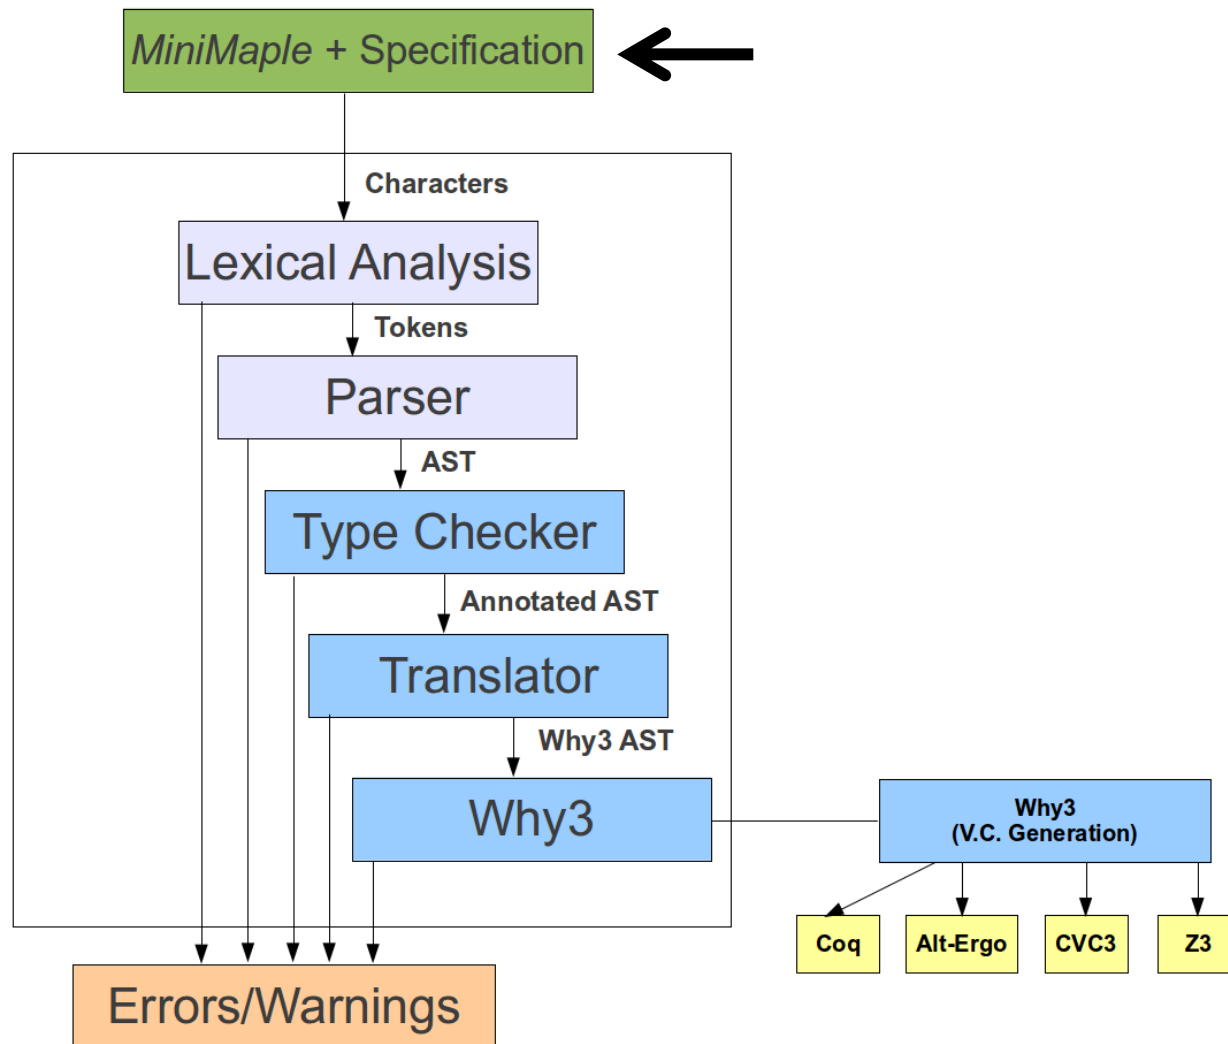 MiniMaple + Specification
Characters
Lexical Analysis
Tokens
Parser
AST
Type Checker
Annotated AST
Translator
Why3 AST
Why3
Why3
(V.C. Generation)
Coq
Alt-Ergo
CVC3
Z3
Errors/Warnings